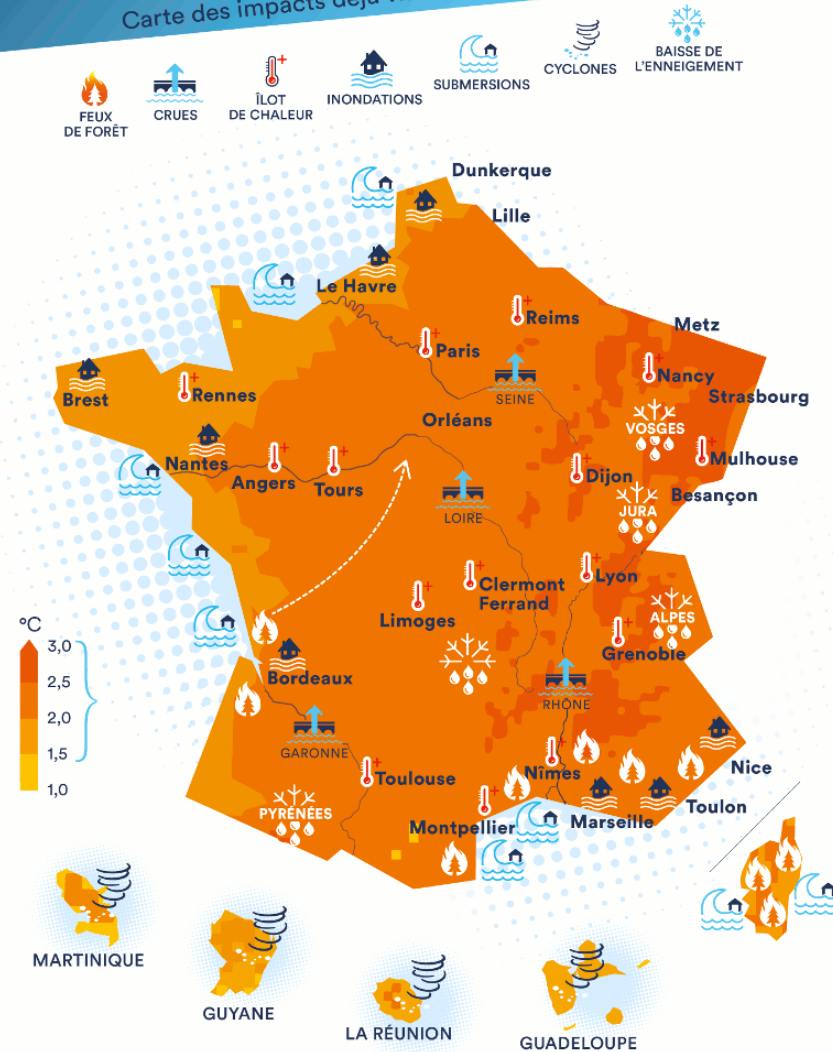 Carte des impacts déjà
FEUX
DE FORÊT
CRUES
ÎLOT
DE CHALEUR
INONDATIONS
SUBMERSIONS
CYCLONES
BAISSE DE
L'ENNEIGEMENT
Dunkerque
Lille
Le Havre
Reims
Metz
Paris
Nancy
Brest
Rennes
SEINE
Strasbourg
Orléans
VOSGES
Nantes
Mulhouse
Angers
Tours
Dijon
Besançon
LOIRE
JURA
Lyon
Clermont
Ferrand
Limoges
ALPES
°C
3,0
2,5
2,0
1,5
1,0
Grenoble
Bordeaux
RHÔNE
GARONNE
Toulouse
Nîmes
Nice
PYRÉNÉES
Montpellier
Marseille
Toulon
MARTINIQUE
GUYANE
LA RÉUNION
GUADELOUPE